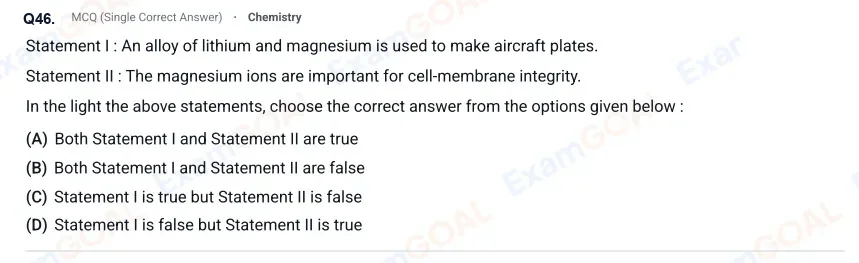 Q46. MCQ (Single Correct Answer) · Chemistry
Statement I : An alloy of lithium and magnesium is used to make aircraft plates.
Statement II : The magnesium ions are important for cell-membrane integrity.
In the light the above statements, choose the correct answer from the options given below :
(A) Both Statement I and Statement II are true
(B) Both Statement I and Statement II are false
(C) Statement I is true but Statement II is false
(D) Statement I is false but Statement II is true
ExamGOAL